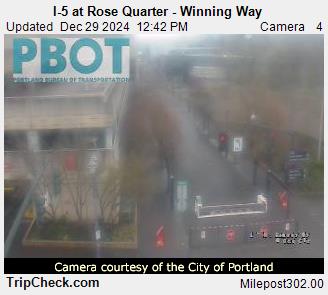 I-5 at Rose Quarter - Winning Way
Updated Dec 29 2024 12:42 PM Camera 4
PBOT
PORTLAND BUREAU OF TRANSPORTATION
Camera courtesy of the City of Portland
TripCheck.com Milepost302.00